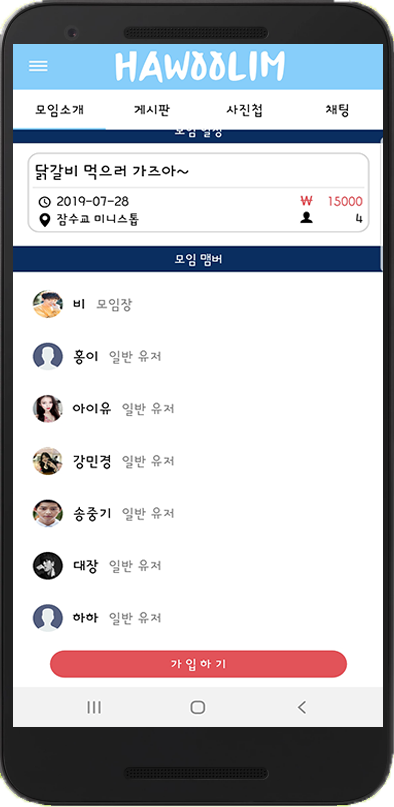 HAWOOLIM
모임소개 게시판 사진첩 채팅
모임 일정
닭갈비 먹으러 가즈아~
2019-07-28 ₩ 15000
잠수교 미니스톱 4
모임 맴버
비 모임장
홍이 일반 유저
아이유 일반 유저
강민경 일반 유저
송중기 일반 유저
대장 일반 유저
하하 일반 유저
가 입 하 기